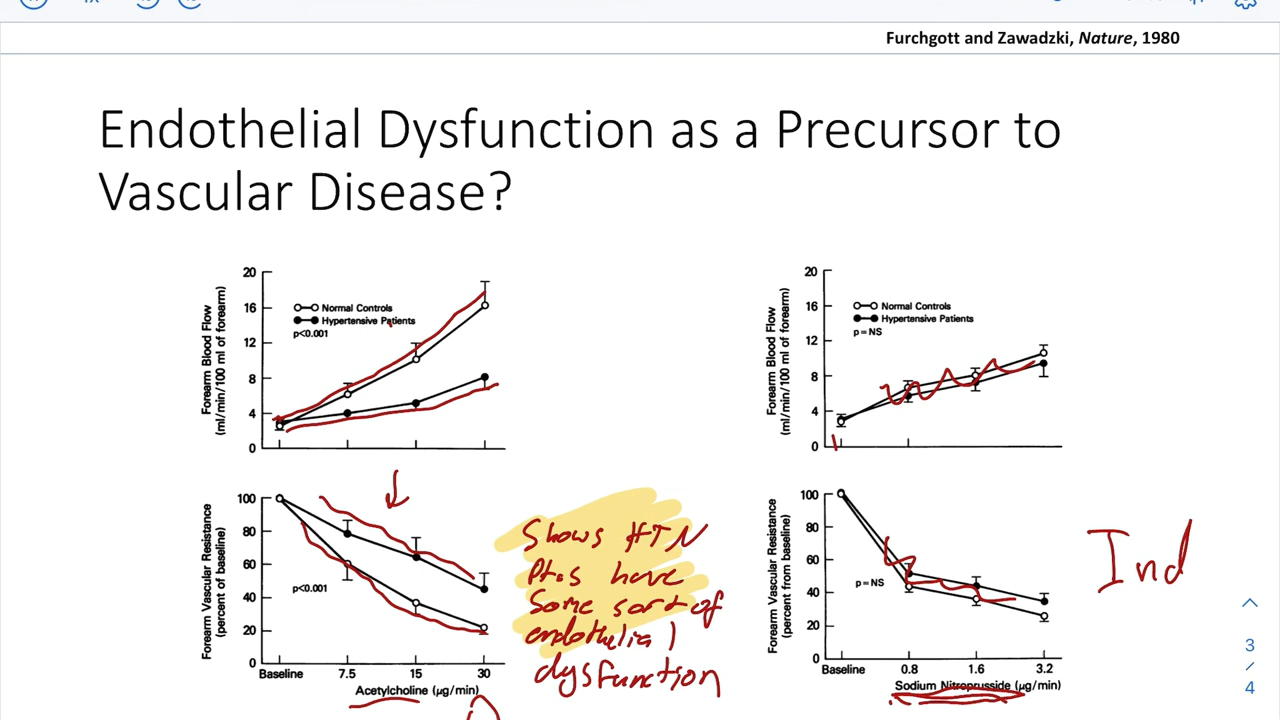 Furchgott and Zawadzki, Nature, 1980
Endothelial Dysfunction as a Precursor to
Vascular Disease?
Forearm Blood Flow
(ml/min/100 ml of forearm)
20
16
12
8
4
0
Normal Controls
Hypertensive Patients
p<0.001
Forearm Blood Flow
(ml/min/100 ml of forearm)
20
16
12
8
4
0
Normal Controls
Hypertensive Patients
p=NS
Forearm Vascular Resistance
(percent of baseline)
100
80
60
40
20
0
p<0.001
Baseline 7.5 15 30
Acetylcholine (µg/min)
Shows HTN
Pt.s have
Some sort of
endothelial
dysfunction
Forearm Vascular Resistance
(percent from baseline)
100
80
60
40
20
0
p=NS
Baseline 0.8 1.6 3.2
Sodium Nitroprusside (µg/min)
Ind
3
/
4